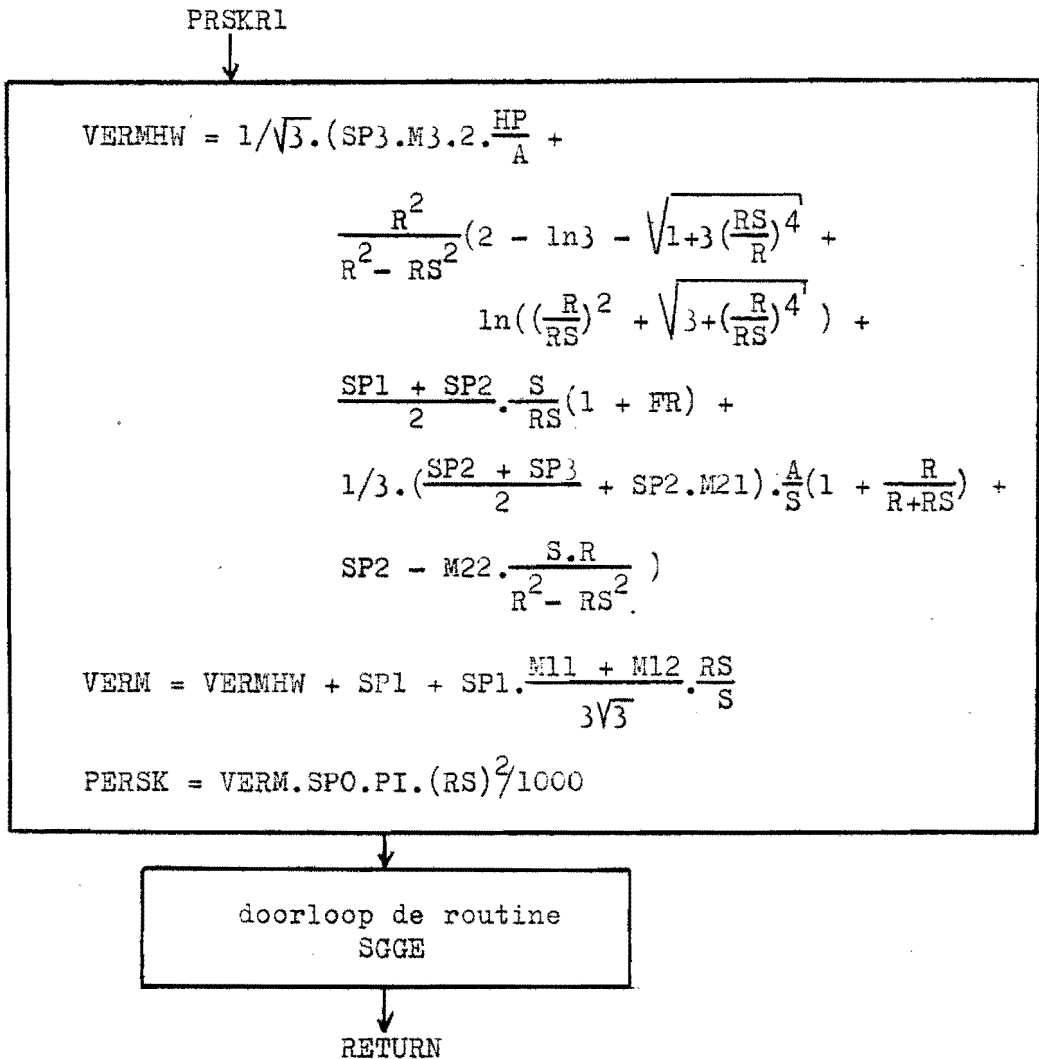 PRSKR1
VERMHW = 1/√3.(SP3.M3.2.HP/A +
R²/(R² - RS²)(2 - ln3 - √(1+3(RS/R)⁴) +
ln((R/RS)² + √(3+(R/RS)⁴)) +
(SP1 + SP2)/2.S/RS(1 + FR) +
1/3.((SP2 + SP3)/2 + SP2.M21).A/S(1 + R/(R+RS)) +
SP2 - M22.S.R/(R² - RS²))
VERM = VERMHW + SP1 + SP1.(M11 + M12)/(3√3).RS/S
PERSK = VERM.SPO.PI.(RS)²/1000
doorloop de routine
SGGE
RETURN